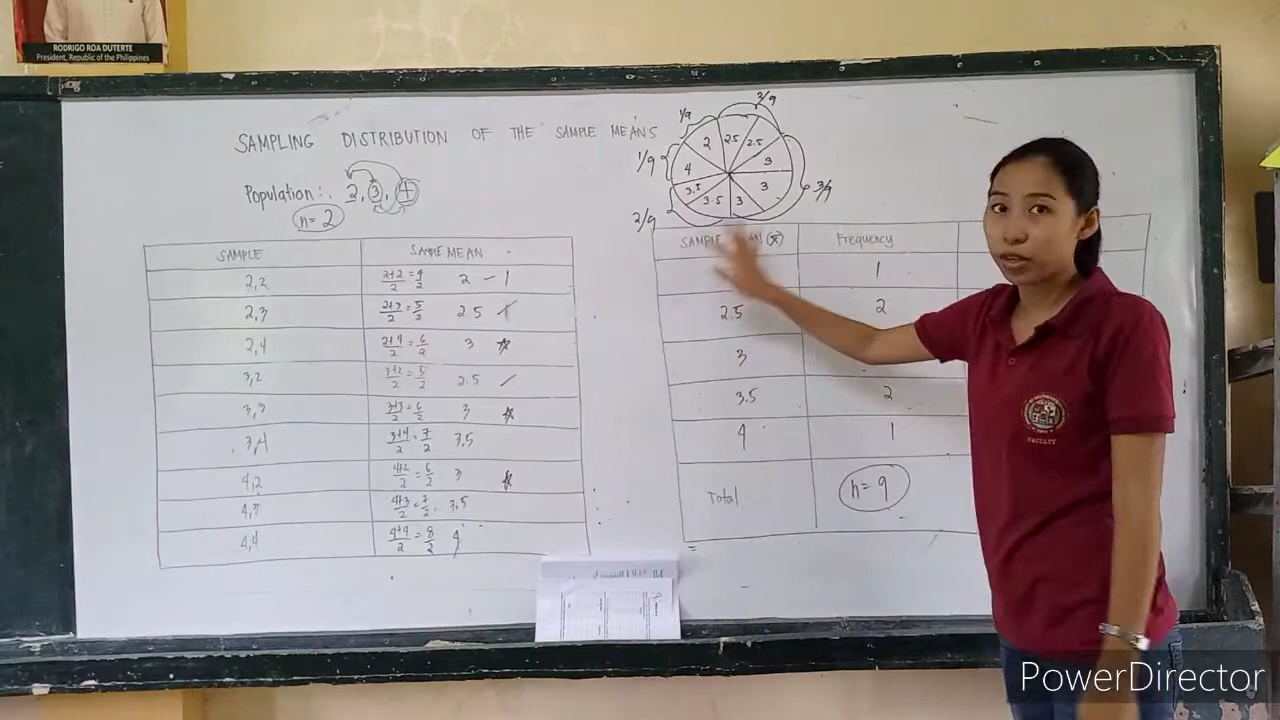 RODRIGO ROA DUTERTE
President, Republic of the Philippines
SAMPLING DISTRIBUTION OF THE SAMPLE MEANS
Population: 2, 3, 4
n = 2
1/9 2/9
1/9 2 2.5 2.5
4 3
3.5 3 3/9
2/9 3.5 3
SAMPLE SAMPLE MEAN
2,2 2+2/2 = 4/2 2 - 1
2,3 2+3/2 = 5/2 2.5
2,4 2+4/2 = 6/2 3
3,2 3+2/2 = 5/2 2.5
3,3 3+3/2 = 6/2 3
3,4 3+4/2 = 7/2 3.5
4,2 4+2/2 = 6/2 3
4,3 4+3/2 = 7/2 3.5
4,4 4+4/2 = 8/2 4
SAMPLE (x̄) Frequency
1
2.5 2
3
3.5 2
4 1
Total n = 9
FACULTY
PowerDirector